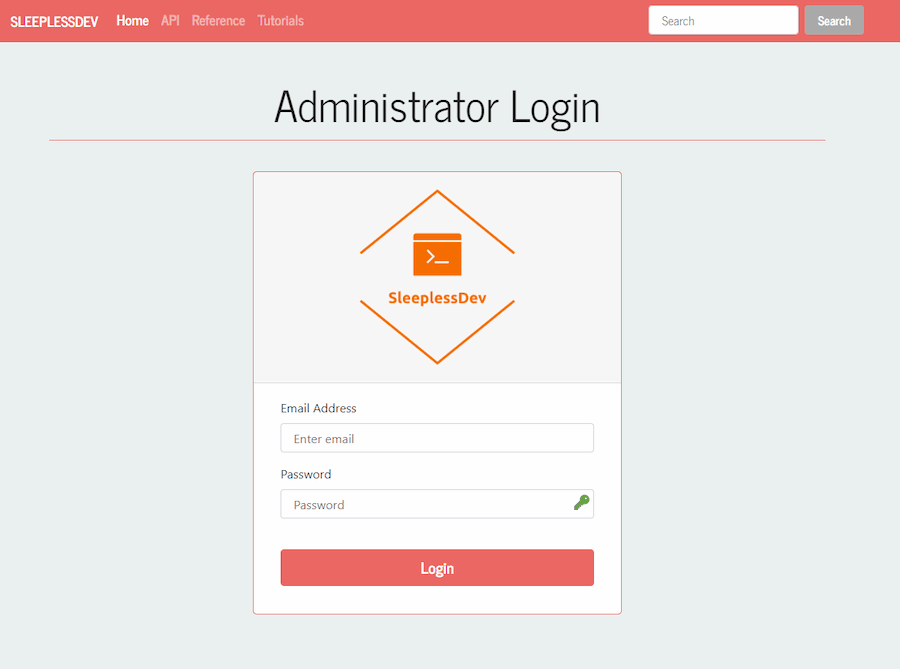 SLEEPLESSDEV Home API Reference Tutorials Search Search
Administrator Login
>_
SleeplessDev
Email Address
Enter email
Password
Password
Login